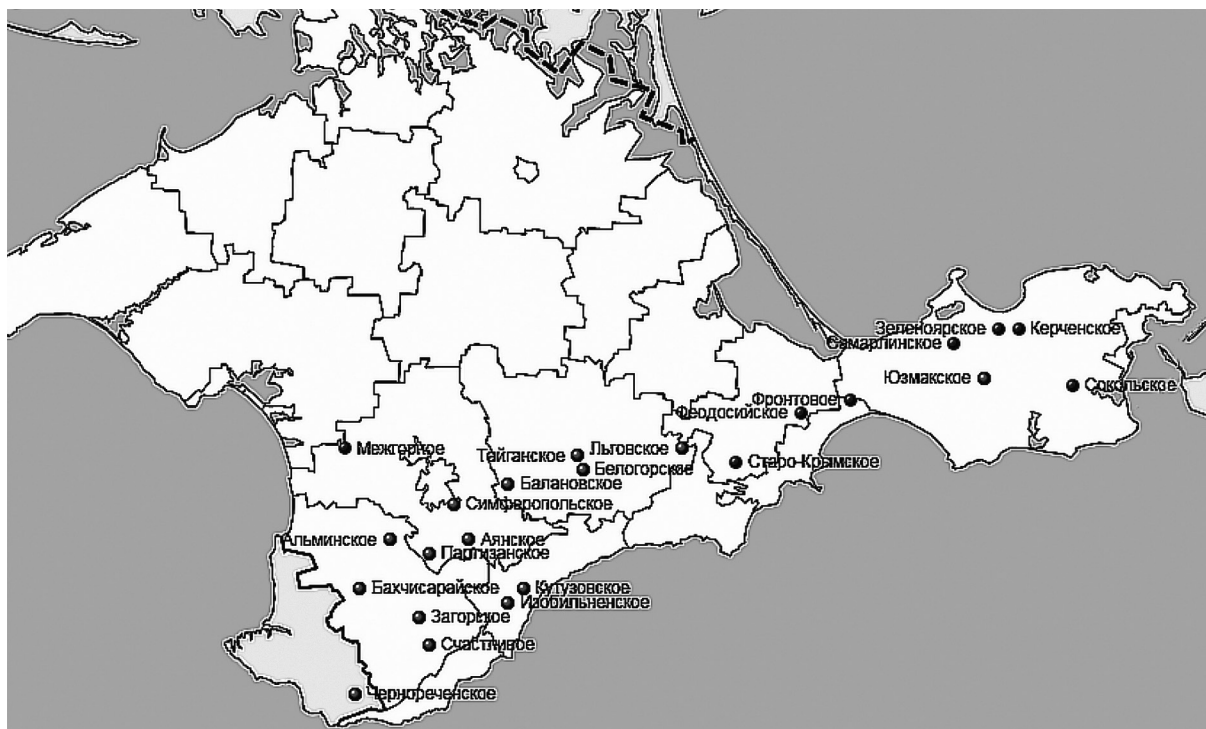 Зеленоярское
Керченское
Самарлинское
Юзмакское
Сокольское
Фронтовое
Феодосийское
Межгорное
Льговское
Тайганское
Старо-Крымское
Белогорское
Балановское
Симферопольское
Альминское
Аянское
Партизанское
Бахчисарайское
Кутузовское
Изобильненское
Загорское
Счастливое
Чернореченское